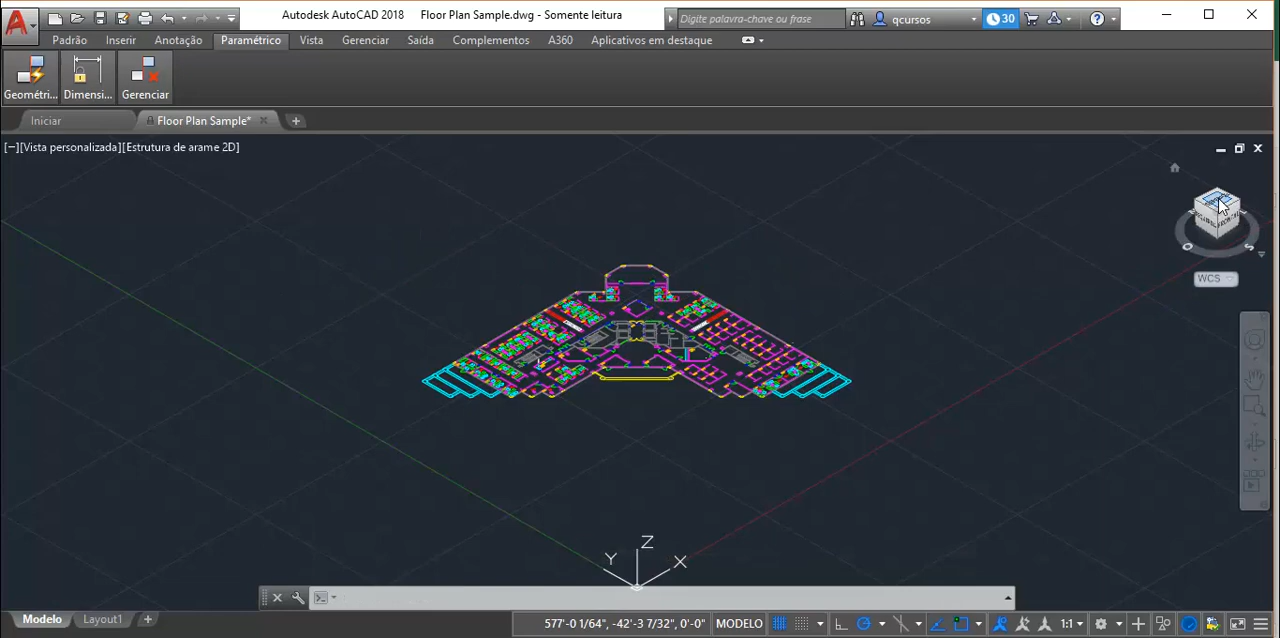 Autodesk AutoCAD 2018 Floor Plan Sample.dwg - Somente leitura
Digite palavra-chave ou frase
qcursos
30
Padrão Inserir Anotação Paramétrico Vista Gerenciar Saída Complementos A360 Aplicativos em destaque
Geométri... Dimensi... Gerenciar
Iniciar Floor Plan Sample*
[−][Vista personalizada][Estrutura de arame 2D]
O S
WCS
Z
Y X
Modelo Layout1
577'-0 1/64", -42'-3 7/32", 0'-0" MODELO 1:1